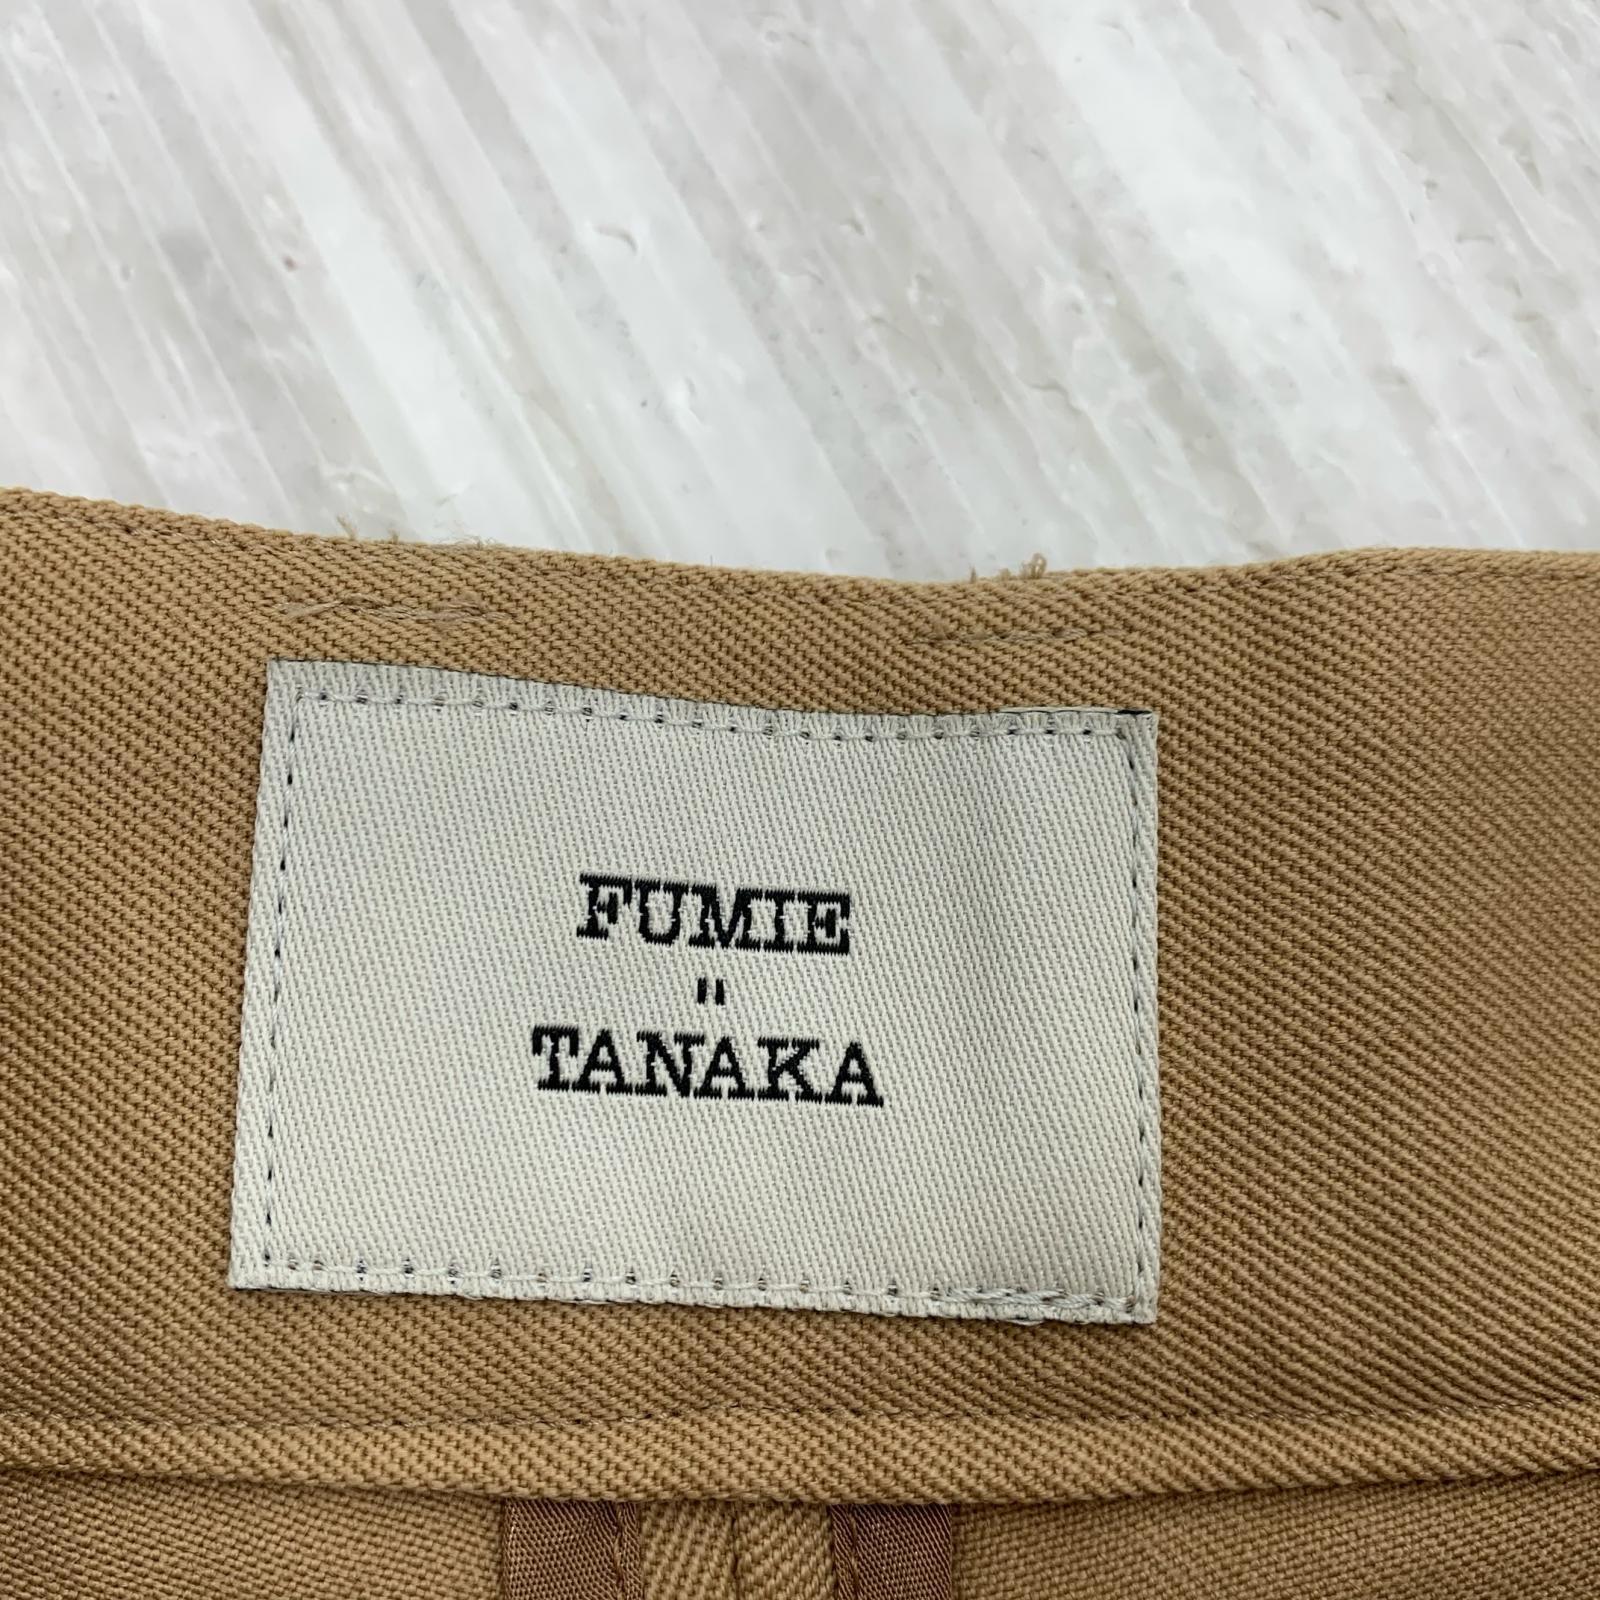 FUMIE
=
TANAKA